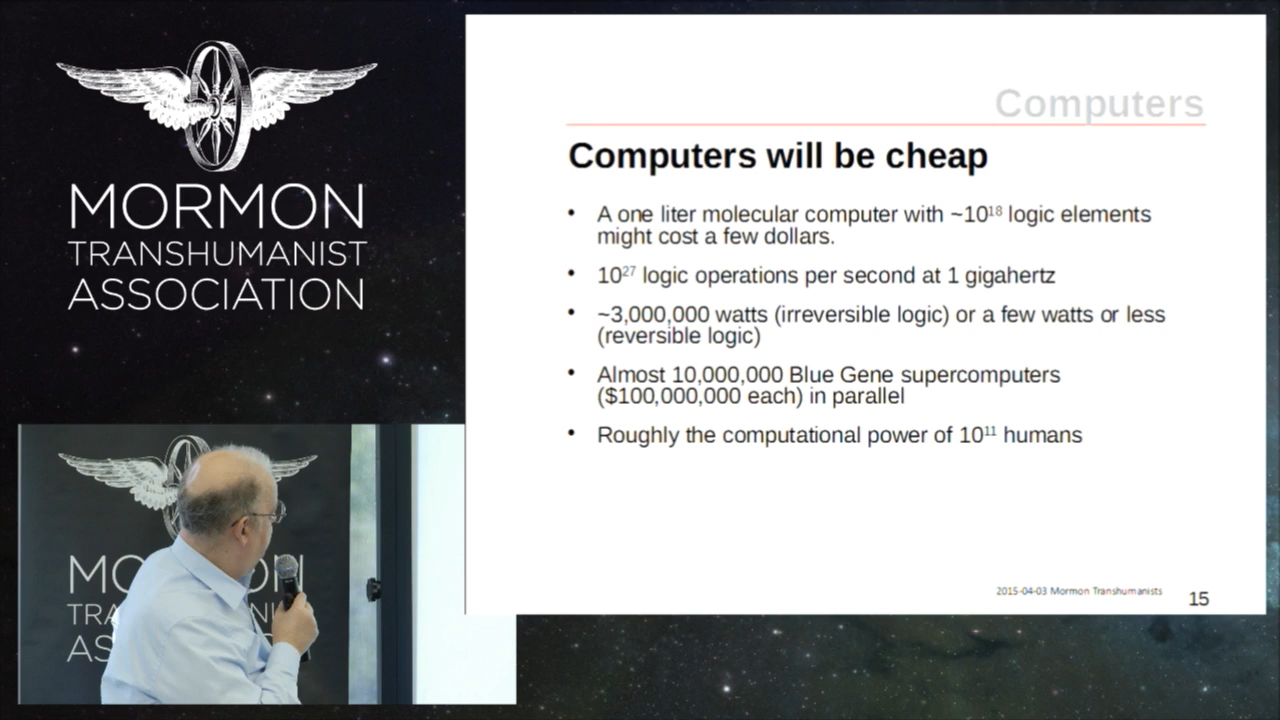 MORMON
TRANSHUMANIST
ASSOCIATION
Computers
Computers will be cheap
• A one liter molecular computer with ~10¹⁸ logic elements
might cost a few dollars.
• 10²⁷ logic operations per second at 1 gigahertz
• ~3,000,000 watts (irreversible logic) or a few watts or less
(reversible logic)
• Almost 10,000,000 Blue Gene supercomputers
($100,000,000 each) in parallel
• Roughly the computational power of 10¹¹ humans
2015-04-03 Mormon Transhumanists
15